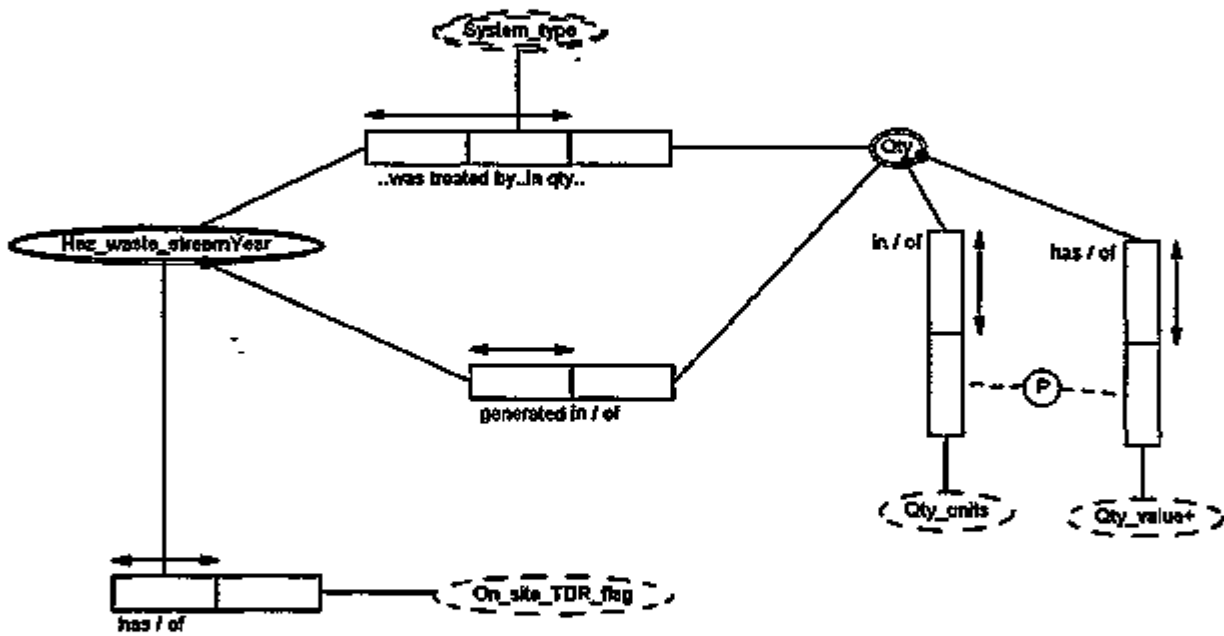 System_type
Qty
..was treated by..in qty..
Haz_waste_streamYear
in / of
has / of
P
generated in / of
Qty_units
Qty_value+
On_site_TDR_flag
has / of